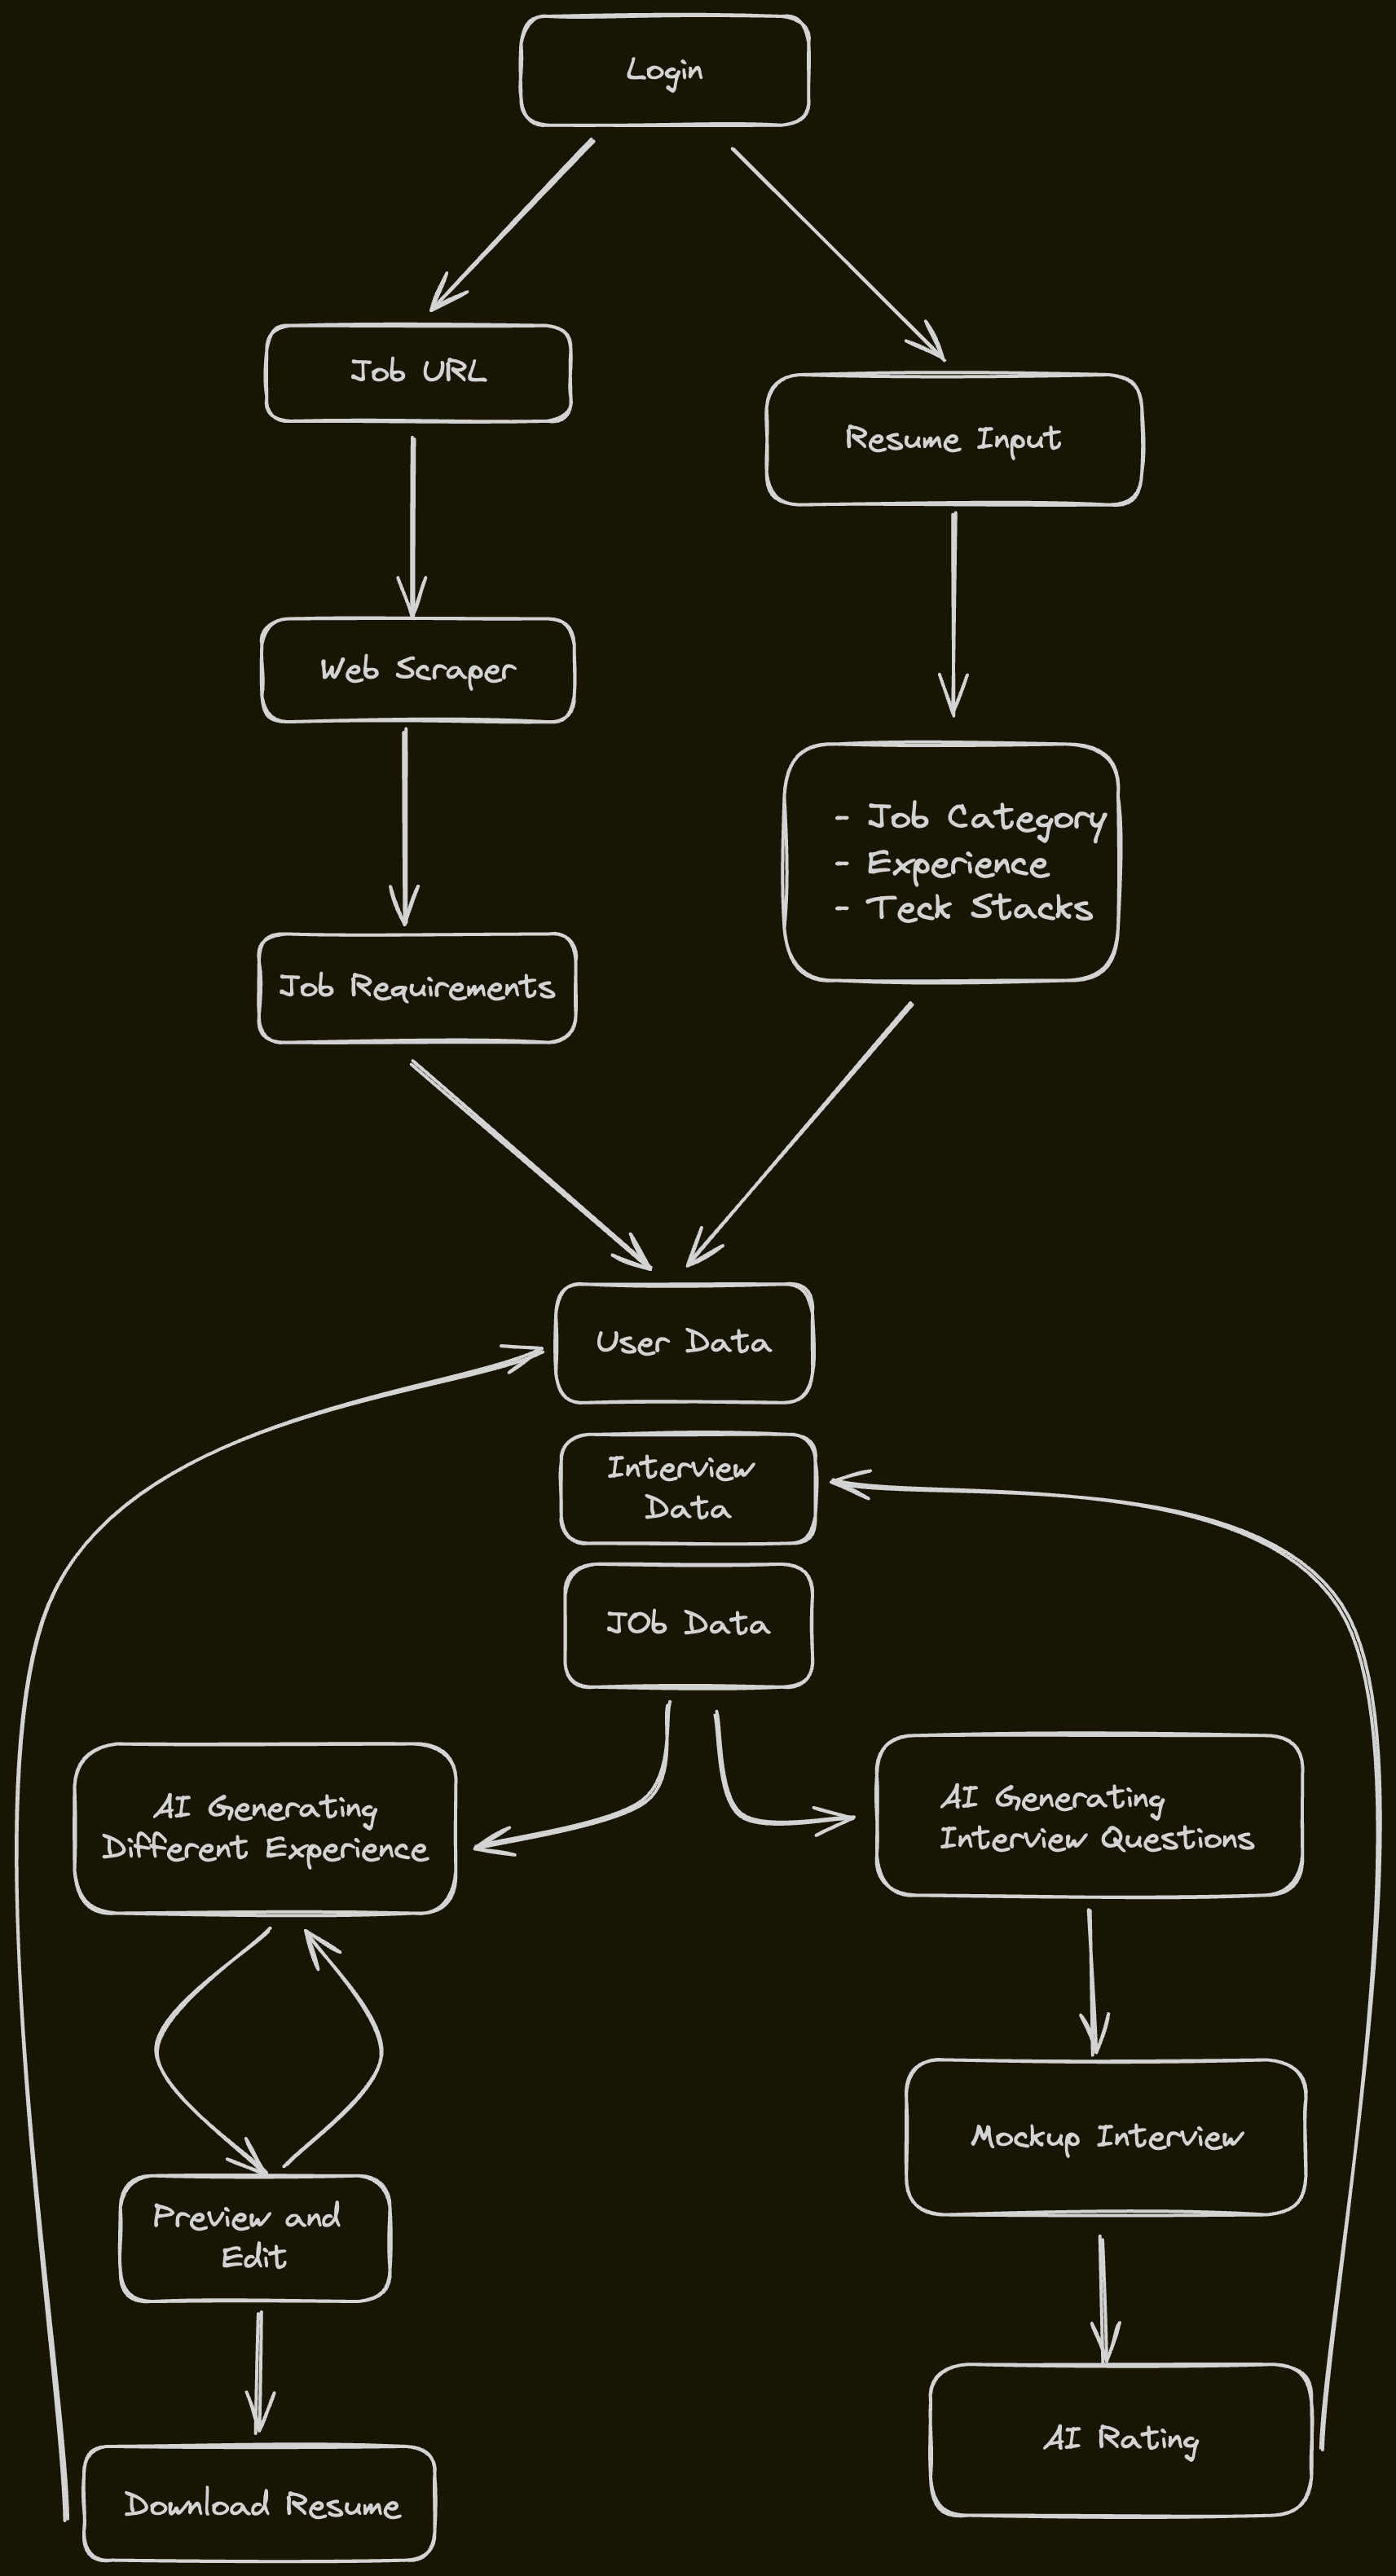 Login
Job URL
Resume Input
Web Scraper
- Job Category
- Experience
- Teck Stacks
Job Requirements
User Data
Interview
Data
JOb Data
AI Generating
Different Experience
AI Generating
Interview Questions
Mockup Interview
Preview and
Edit
AI Rating
Download Resume